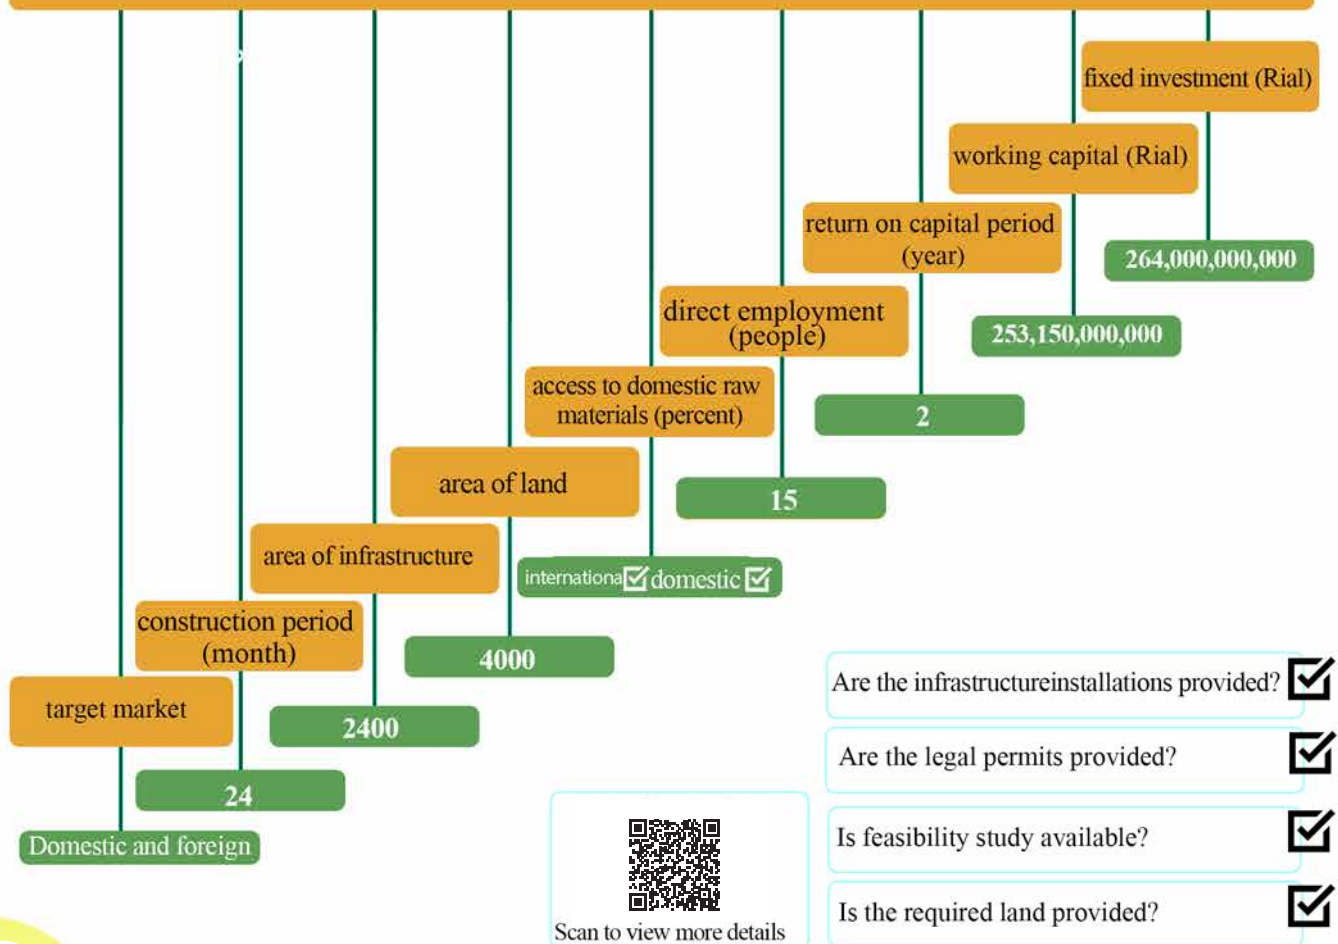 fixed investment (Rial)
264,000,000,000
working capital (Rial)
253,150,000,000
return on capital period
(year)
2
direct employment
(people)
15
access to domestic raw
materials (percent)
internationa☑ domestic ☑
area of land
4000
area of infrastructure
2400
construction period
(month)
24
target market
Domestic and foreign
Are the infrastructureinstallations provided? ☑
Are the legal permits provided? ☑
Is feasibility study available? ☑
Is the required land provided? ☑
Scan to view more details